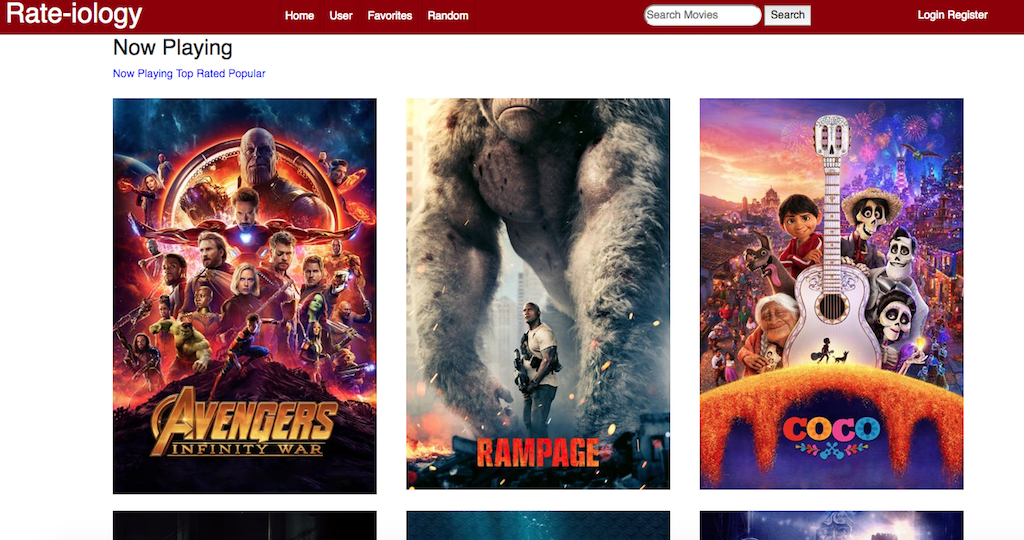 Rate-iology
Home User Favorites Random
Search Movies Search
Login Register
Now Playing
Now Playing Top Rated Popular
AVENGERS
INFINITY WAR
RAMPAGE
COCO